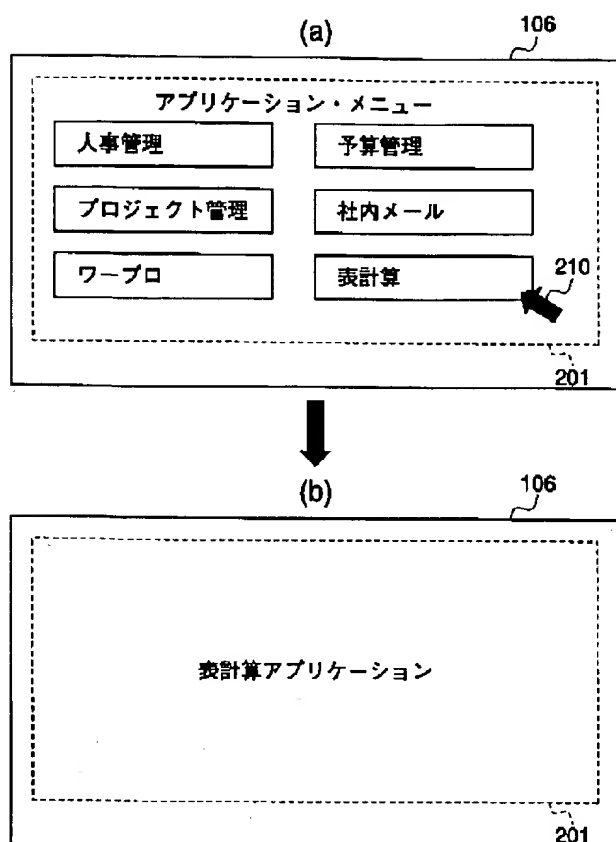 (a)
106
アプリケーション・メニュー
人事管理
予算管理
プロジェクト管理
社内メール
ワープロ
表計算
210
201
(b)
106
表計算アプリケーション
201